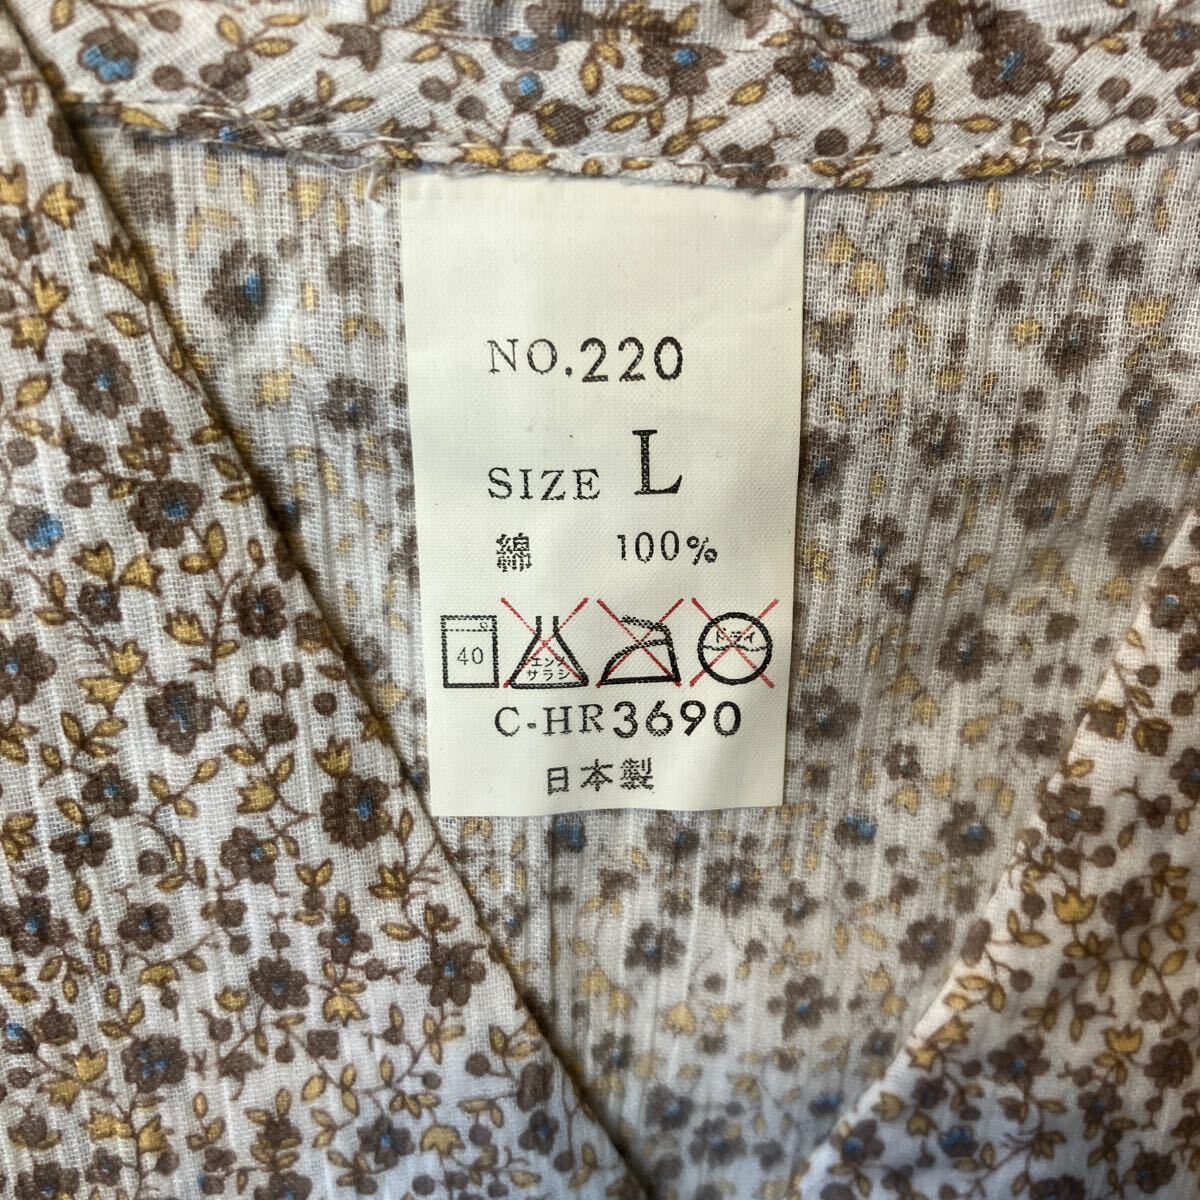 NO.220
SIZE L
綿 100%
40 エンソサラシ ドライ
C-HR3690
日本製